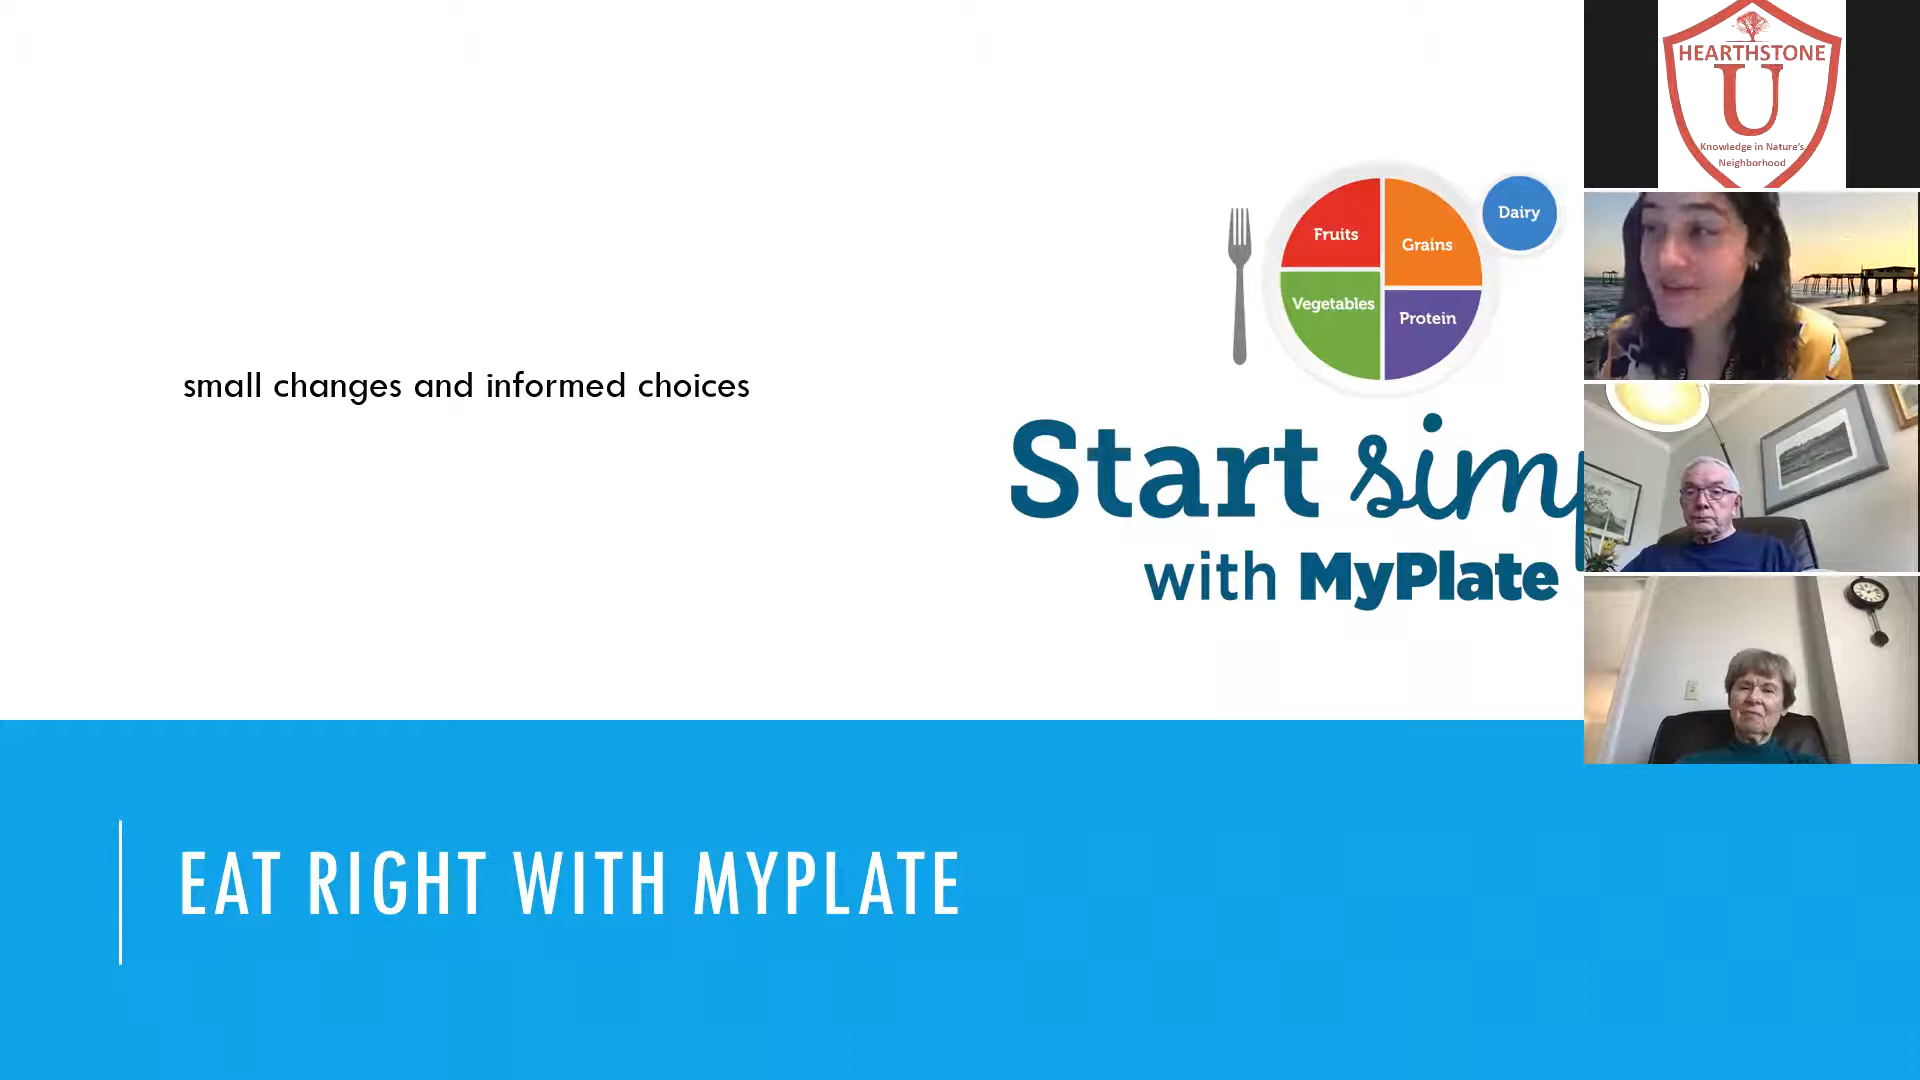 small changes and informed choices
Fruits
Grains
Dairy
Vegetables
Protein
Start simp
with MyPlate
EAT RIGHT WITH MYPLATE
HEARTHSTONE
U
Knowledge in Nature's
Neighborhood